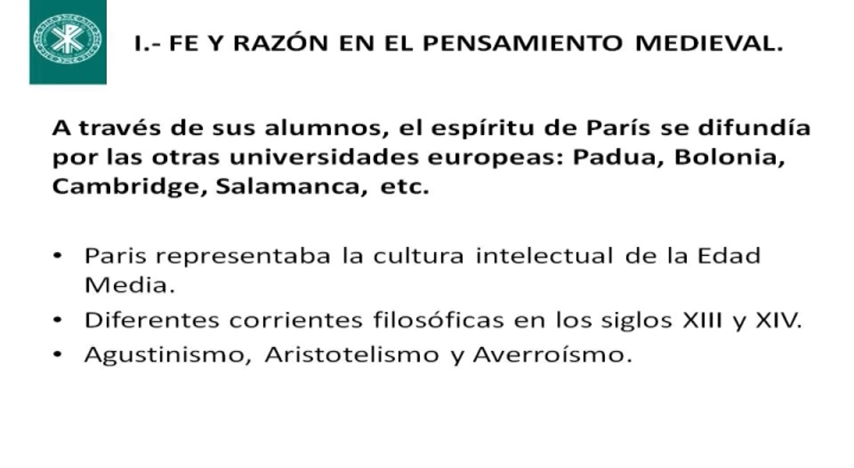 I.- FE Y RAZÓN EN EL PENSAMIENTO MEDIEVAL.
A través de sus alumnos, el espíritu de París se difundía
por las otras universidades europeas: Padua, Bolonia,
Cambridge, Salamanca, etc.
• Paris representaba la cultura intelectual de la Edad
Media.
• Diferentes corrientes filosóficas en los siglos XIII y XIV.
• Agustinismo, Aristotelismo y Averroísmo.